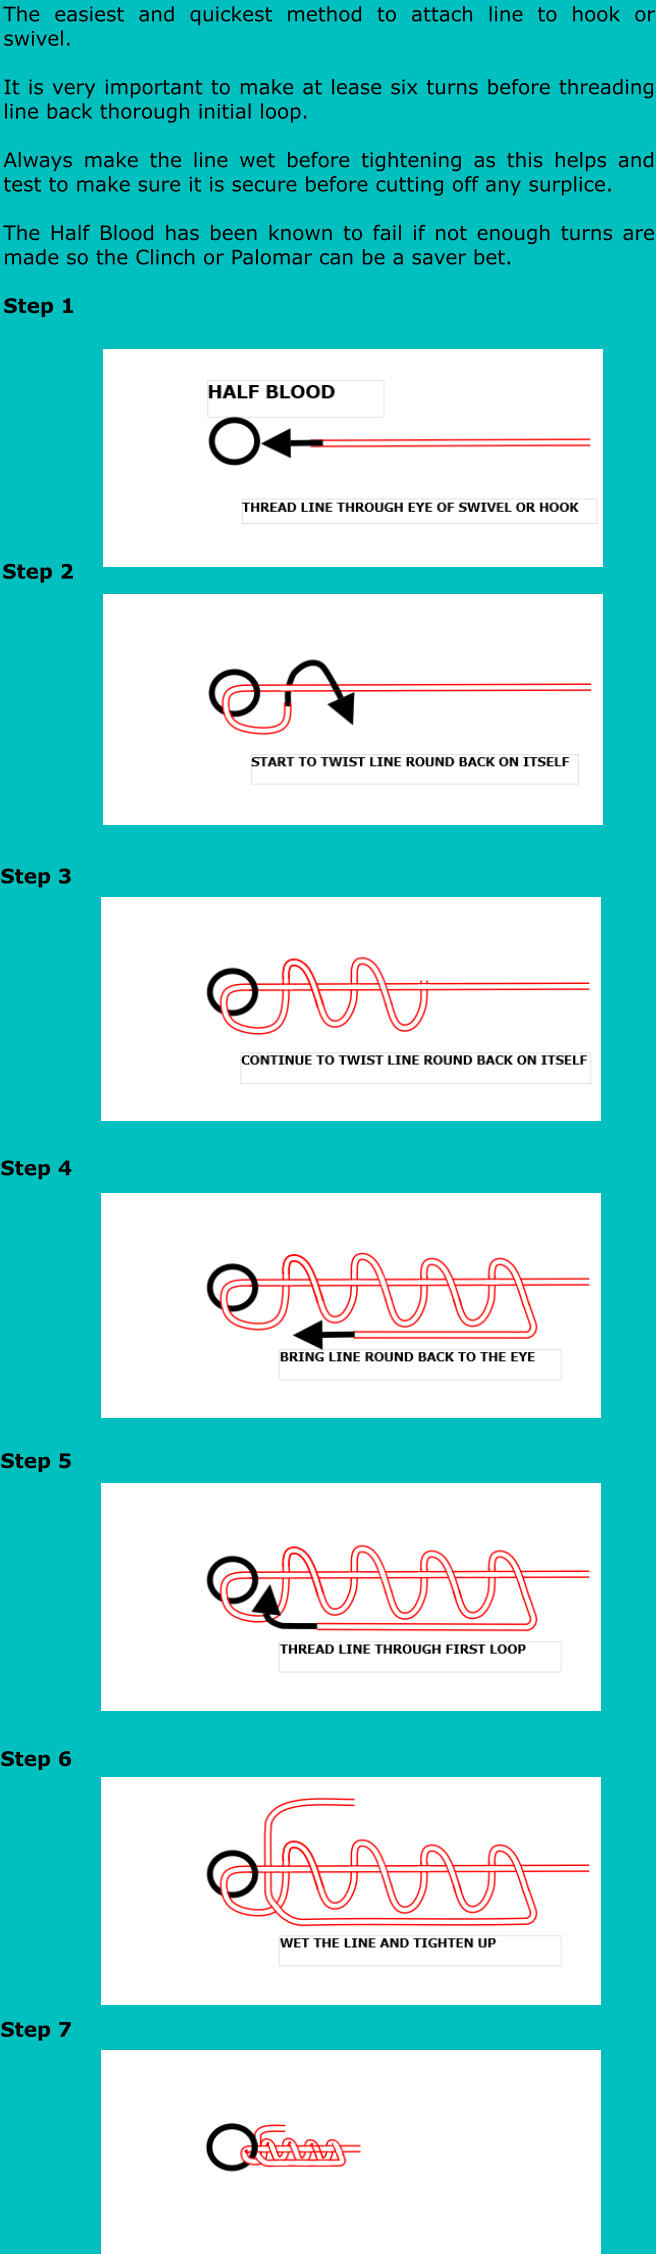 The easiest and quickest method to attach line to hook or
swivel.
It is very important to make at lease six turns before threading
line back thorough initial loop.
Always make the line wet before tightening as this helps and
test to make sure it is secure before cutting off any surplice.
The Half Blood has been known to fail if not enough turns are
made so the Clinch or Palomar can be a saver bet.
Step 1
HALF BLOOD
THREAD LINE THROUGH EYE OF SWIVEL OR HOOK
Step 2
START TO TWIST LINE ROUND BACK ON ITSELF
Step 3
CONTINUE TO TWIST LINE ROUND BACK ON ITSELF
Step 4
BRING LINE ROUND BACK TO THE EYE
Step 5
THREAD LINE THROUGH FIRST LOOP
Step 6
WET THE LINE AND TIGHTEN UP
Step 7